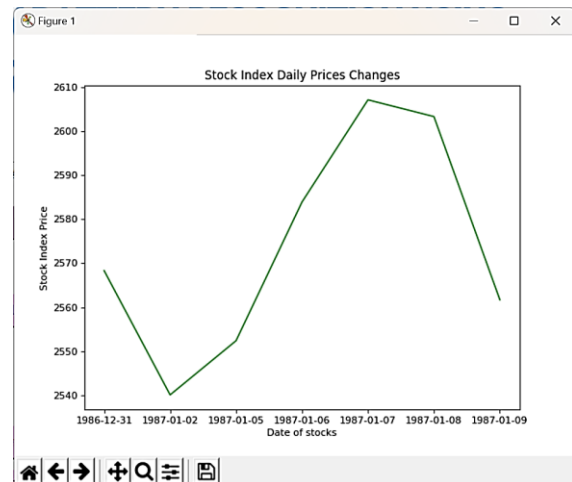 Figure 1
Stock Index Daily Prices Changes
2610
2600
2590
2580
2570
2560
2550
2540
Stock Index Price
1986-12-31 1987-01-02 1987-01-05 1987-01-06 1987-01-07 1987-01-08 1987-01-09
Date of stocks